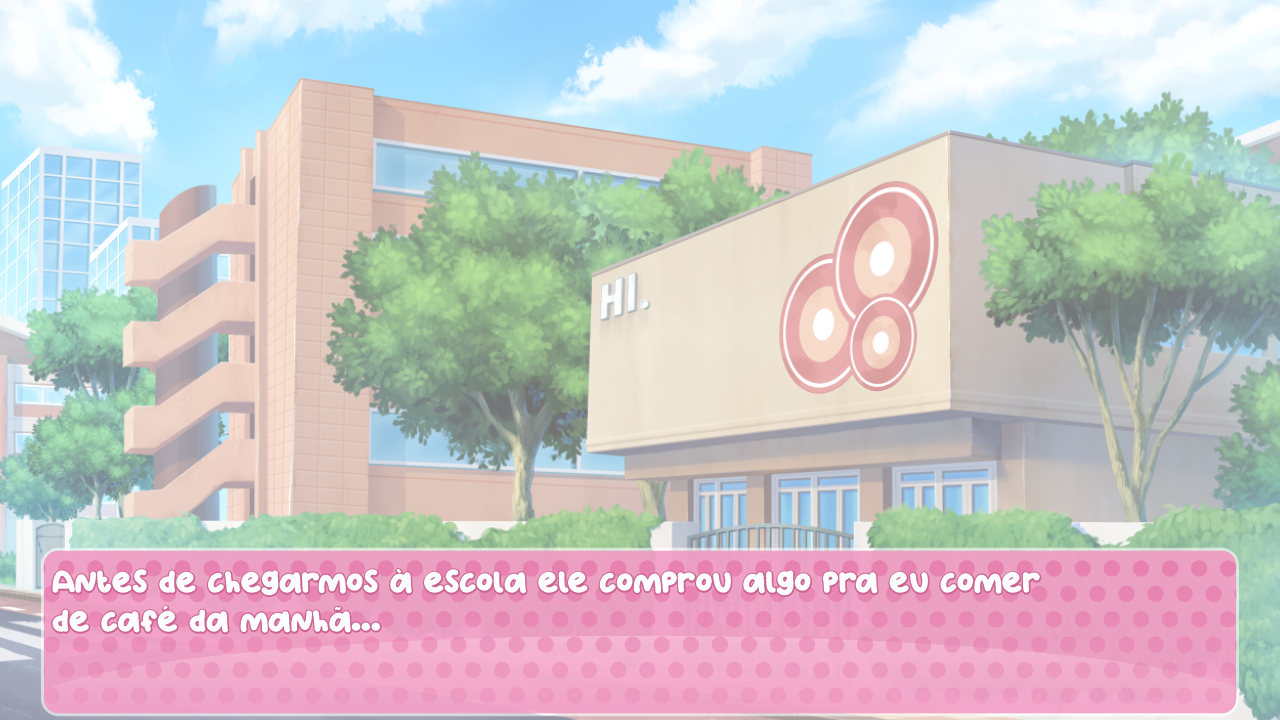 HI.
Antes de chegarmos à escola ele comprou algo pra eu comer
de café da manhã...